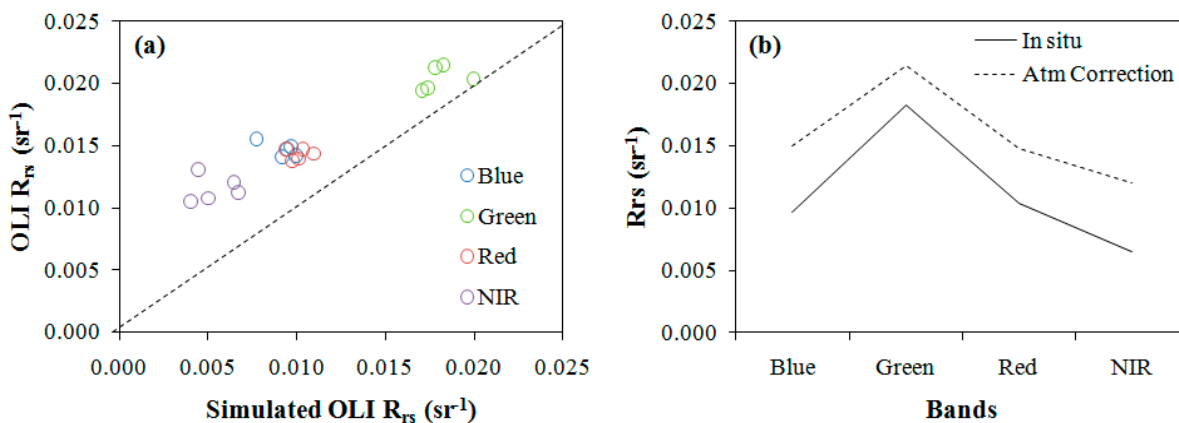 (a)
OLI Rrs (sr-1)
0.025
0.020
0.015
0.010
0.005
0.000
Blue
Green
Red
NIR
0.000 0.005 0.010 0.015 0.020 0.025
Simulated OLI Rrs (sr-1)
(b)
Rrs (sr-1)
0.025
0.020
0.015
0.010
0.005
0.000
In situ
Atm Correction
Blue Green Red NIR
Bands